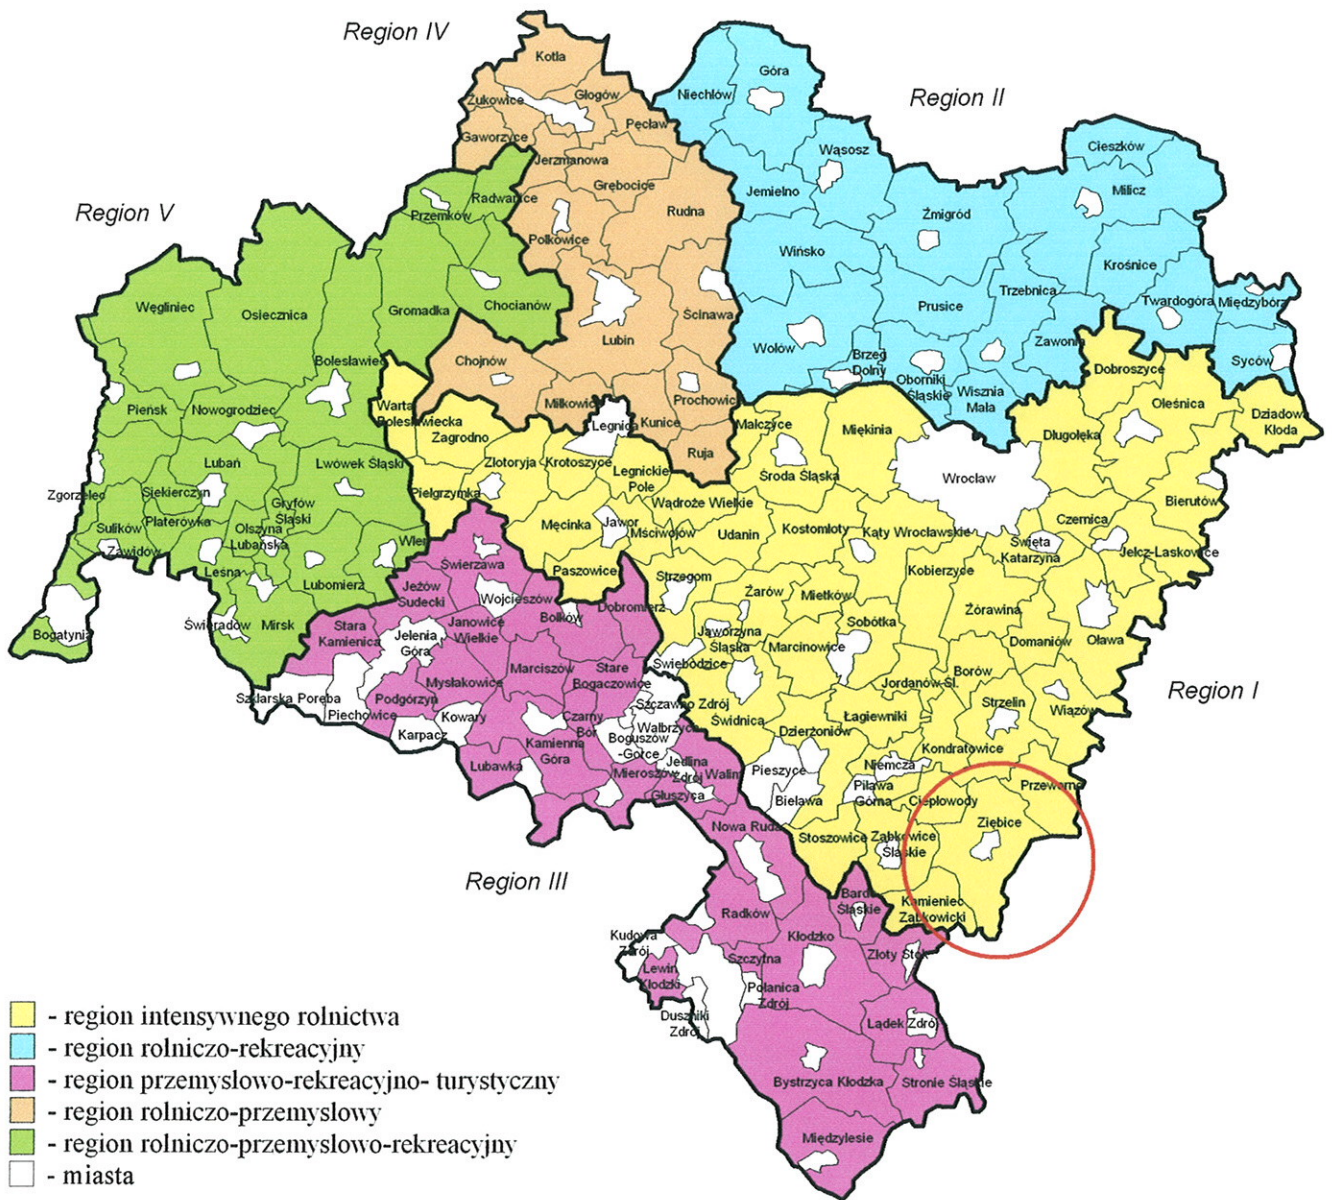 Region IV
Kotla
Góra
Niechlów
Region II
Żukowice
Głogów
Pęcław
Gaworzyce
Cieszków
Wąsosz
Jerzmanowa
Grębocice
Jemielno
Milicz
Radwanice
Region V
Przemków
Rudna
Żmigród
Polkowice
Wińsko
Krośnice
Trzebnica
Węgliniec
Osiecznica
Gromadka
Chocianów
Ścinawa
Prusice
Twardogóra
Międzybórz
Lubin
Wołów
Zawonia
Bolesławiec
Chojnów
Brzeg
Dolny
Oborniki
Śląskie
Wisznia
Mała
Syców
Dobroszyce
Pieńsk
Nowogrodziec
Warta
Bolesławiecka
Miłkowice
Prochowic
Oleśnica
Dziadowa
Kłoda
Zagrodno
Legnica
Kunice
Malczyce
Miękinia
Długołęka
Ruja
Lubań
Lwówek Śląski
Złotoryja
Krotoszyce
Legnickie
Pole
Środa Śląska
Wrocław
Zgorzelec
Siekierczyn
Gryfów
Śląski
Pielgrzymka
Wądroże Wielkie
Bierutów
Sulików
Platerówka
Olszyna
Lubańska
Męcinka
Jawor
Mściwojów
Udanin
Kostomłoty
Kąty Wrocławskie
Czernica
Zawidów
Wleń
Święta
Katarzyna
Jelcz-Laskowice
Leśna
Lubomierz
Świerzawa
Paszowice
Strzegom
Kobierzyce
Jeżów
Sudecki
Wojcieszów
Dobromierz
Żarów
Mietków
Żórawina
Bogatynia
Świeradów
Mirsk
Stara
Kamienica
Jelenia
Góra
Janowice
Wielkie
Bolków
Jaworzyna
Śląska
Sobótka
Marcinowice
Domaniów
Oława
Świebodzice
Borów
Marciszów
Stare
Bogaczowice
Mysłakowice
Jordanów Śl.
Region I
Szklarska Poręba
Podgórzyn
Szczawno Zdrój
Strzelin
Wiązów
Piechowice
Kowary
Czarny
Bór
Wałbrzych
Świdnica
Łagiewniki
Karpacz
Boguszów
-Gorce
Dzierżoniów
Kondratowice
Kamienna
Góra
Lubawka
Jedlina
Zdrój
Mieroszów
Walim
Pieszyce
Niemcza
Głuszyca
Piława
Górna
Przeworno
Bielawa
Ciepłowody
Nowa Ruda
Stoszowice
Ząbkowice
Śląskie
Ziębice
Region III
Bardo
Śląskie
Kamieniec
Ząbkowicki
Radków
Kłodzko
Kudowa
Zdrój
Złoty Stok
Szczytna
Lewin
Kłodzki
Polanica
Zdrój
Duszniki
Zdrój
Lądek Zdrój
Bystrzyca Kłodzka
Stronie Śląskie
Międzylesie
- region intensywnego rolnictwa
- region rolniczo-rekreacyjny
- region przemyslowo-rekreacyjno- turystyczny
- region rolniczo-przemyslowy
- region rolniczo-przemyslowo-rekreacyjny
- miasta